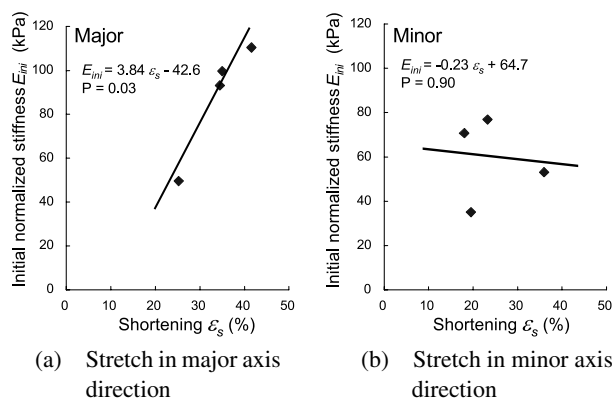 Major
E_ini = 3.84 ε_s − 42.6
P = 0.03
Initial normalized stiffness E_ini (kPa)
120
100
80
60
40
20
0
0 10 20 30 40 50
Shortening ε_s (%)
(a) Stretch in major axis
direction
Minor
E_ini = -0.23 ε_s + 64.7
P = 0.90
Initial normalized stiffness E_ini (kPa)
120
100
80
60
40
20
0
0 10 20 30 40 50
Shortening ε_s (%)
(b) Stretch in minor axis
direction